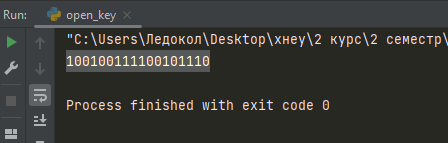 Run: open_key ×
"C:\Users\Ледокол\Desktop\хнеу\2 курс\2 семестр\
100100111100101110
Process finished with exit code 0